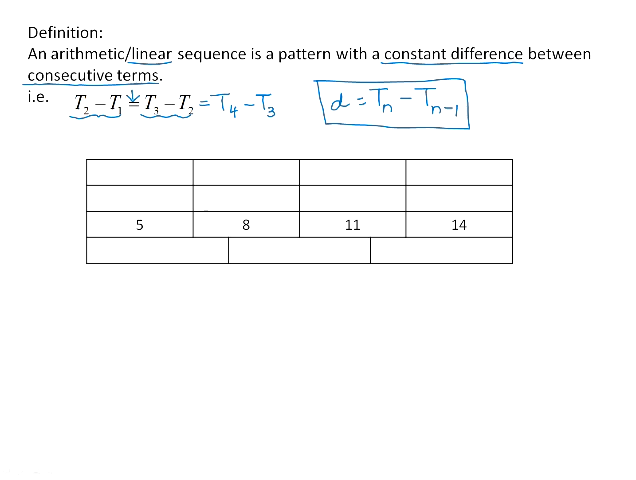 Definition:
An arithmetic/linear sequence is a pattern with a constant difference between
consecutive terms.
i.e. T₂ − T₁ = T₃ − T₂ = T₄ − T₃ d = Tₙ − Tₙ₋₁
5 8 11 14